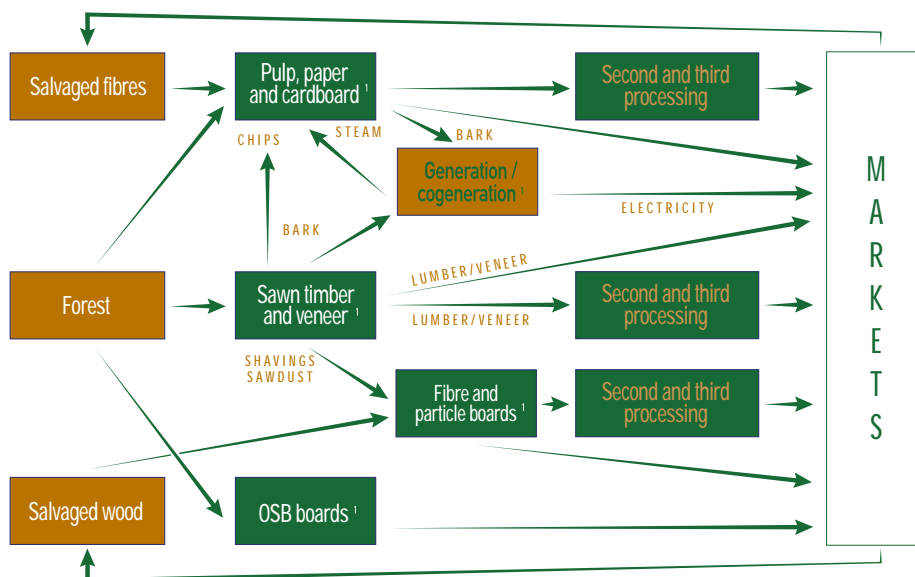 Salvaged fibres
Pulp, paper
and cardboard ¹
Second and third
processing
CHIPS
STEAM
BARK
Generation /
cogeneration ¹
ELECTRICITY
BARK
LUMBER/VENEER
Forest
Sawn timber
and veneer ¹
LUMBER/VENEER
Second and third
processing
SHAVINGS
SAWDUST
Fibre and
particle boards ¹
Second and third
processing
Salvaged wood
OSB boards ¹
MARKETS